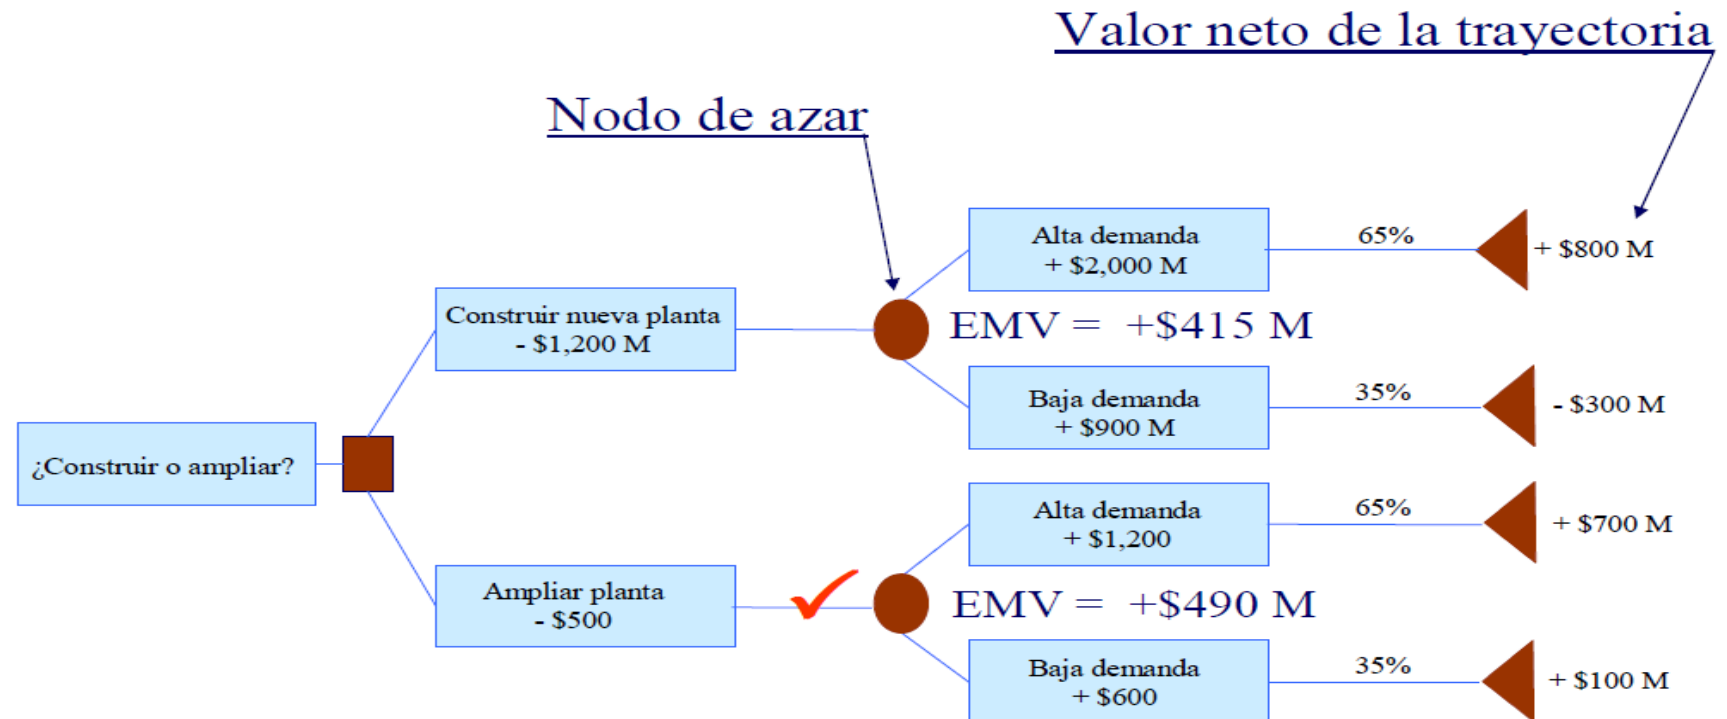 Valor neto de la trayectoria
Nodo de azar
Alta demanda
+ $2,000 M
65%
+ $800 M
Construir nueva planta
- $1,200 M
EMV = +$415 M
Baja demanda
+ $900 M
35%
- $300 M
¿Construir o ampliar?
Alta demanda
+ $1,200
65%
+ $700 M
Ampliar planta
- $500
EMV = +$490 M
Baja demanda
+ $600
35%
+ $100 M